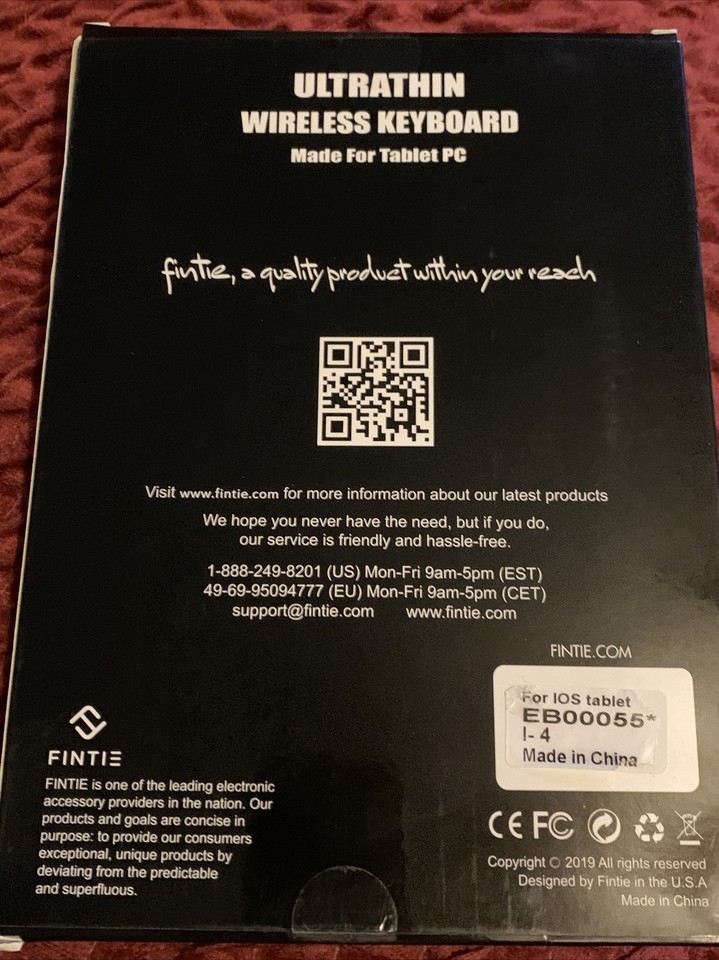 ULTRATHIN
WIRELESS KEYBOARD
Made For Tablet PC
fintie, a quality product within your reach
Visit www.fintie.com for more information about our latest products
We hope you never have the need, but if you do,
our service is friendly and hassle-free.
1-888-249-8201 (US) Mon-Fri 9am-5pm (EST)
49-69-95094777 (EU) Mon-Fri 9am-5pm (CET)
support@fintie.com www.fintie.com
FINTIE.COM
For IOS tablet
EB00055*
I- 4
Made in China
FINTIE
FINTIE is one of the leading electronic
accessory providers in the nation. Our
products and goals are concise in
purpose: to provide our consumers
exceptional, unique products by
deviating from the predictable
and superfluous.
CE FC
Copyright © 2019 All rights reserved
Designed by Fintie in the U.S.A
Made in China